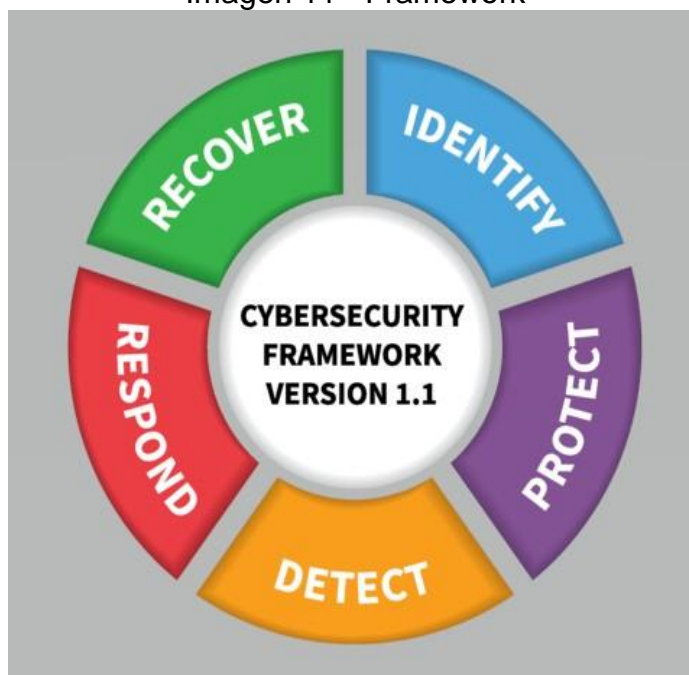 IDENTIFY
PROTECT
DETECT
RESPOND
RECOVER
CYBERSECURITY
FRAMEWORK
VERSION 1.1